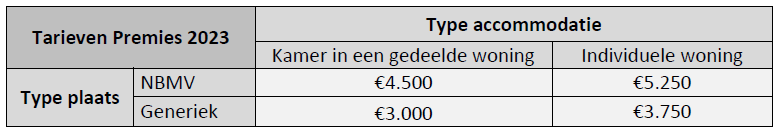 Tarieven Premies 2023
Type accommodatie
Kamer in een gedeelde woning Individuele woning
Type plaats
NBMV €4.500 €5.250
Generiek €3.000 €3.750